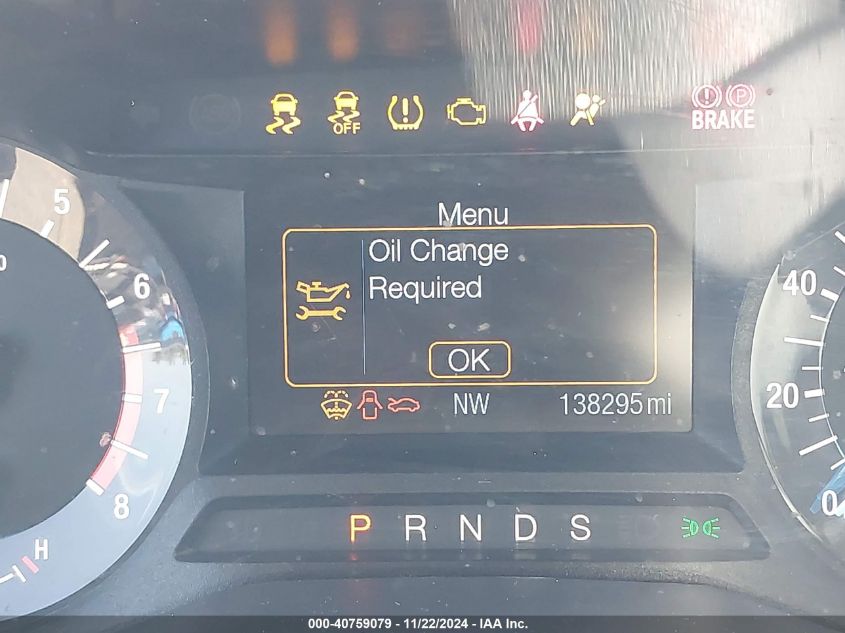 OFF
BRAKE
P
Menu
Oil Change
Required
OK
NW 138295 mi
5
6
7
8
H
40
20
0
P R N D S
000-40759079 - 11/22/2024 - IAA Inc.